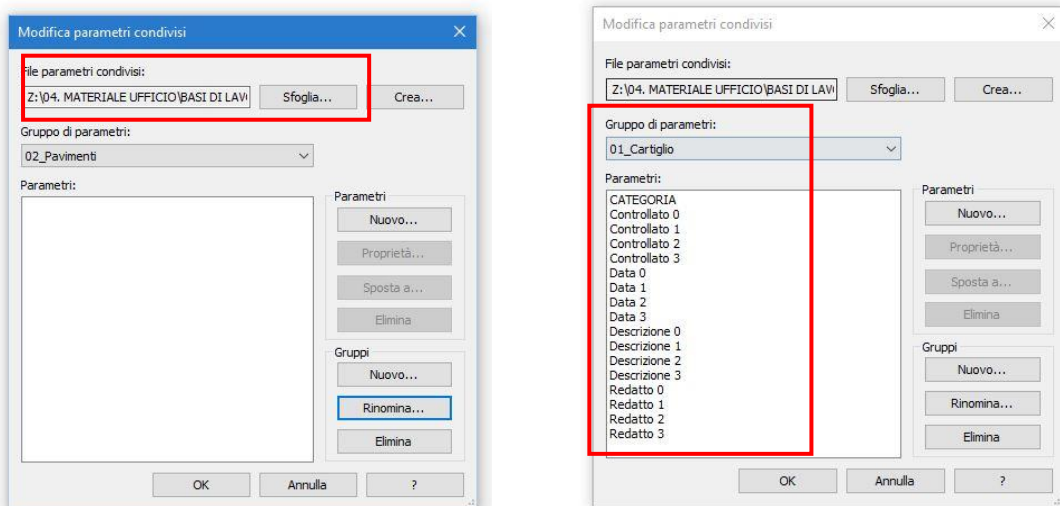 Modifica parametri condivisi
File parametri condivisi:
Z:\04. MATERIALE UFFICIO\BASI DI LAV
Sfoglia...
Crea...
Gruppo di parametri:
02_Pavimenti
Parametri:
Parametri
Nuovo...
Proprietà...
Sposta a...
Elimina
Gruppi
Nuovo...
Rinomina...
Elimina
OK
Annulla
?
Modifica parametri condivisi
File parametri condivisi:
Z:\04. MATERIALE UFFICIO\BASI DI LAV
Sfoglia...
Crea...
Gruppo di parametri:
01_Cartiglio
Parametri:
CATEGORIA
Controllato 0
Controllato 1
Controllato 2
Controllato 3
Data 0
Data 1
Data 2
Data 3
Descrizione 0
Descrizione 1
Descrizione 2
Descrizione 3
Redatto 0
Redatto 1
Redatto 2
Redatto 3
Parametri
Nuovo...
Proprietà...
Sposta a...
Elimina
Gruppi
Nuovo...
Rinomina...
Elimina
OK
Annulla
?